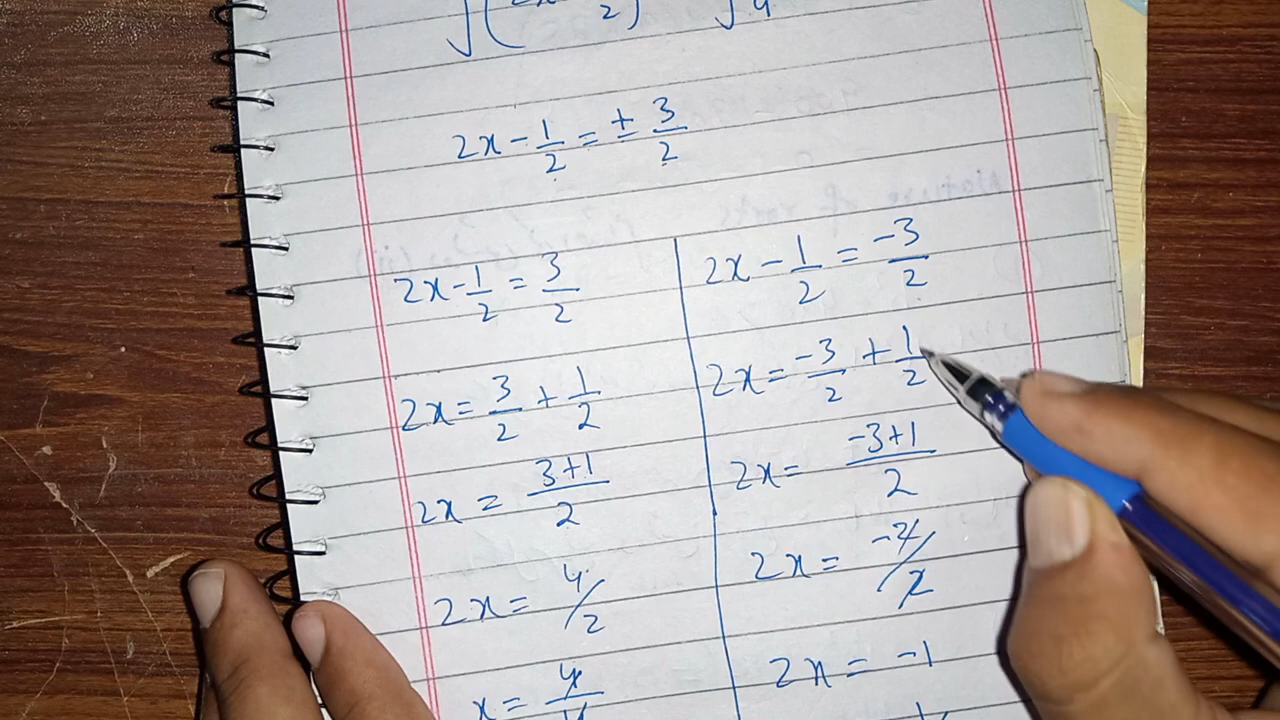 2x - 1/2 = ± 3/2
2x - 1/2 = 3/2
2x = 3/2 + 1/2
2x = (3+1)/2
2x = 4/2
x = 4/4
2x - 1/2 = -3/2
2x = -3/2 + 1/2
2x = (-3+1)/2
2x = -2/2
2x = -1